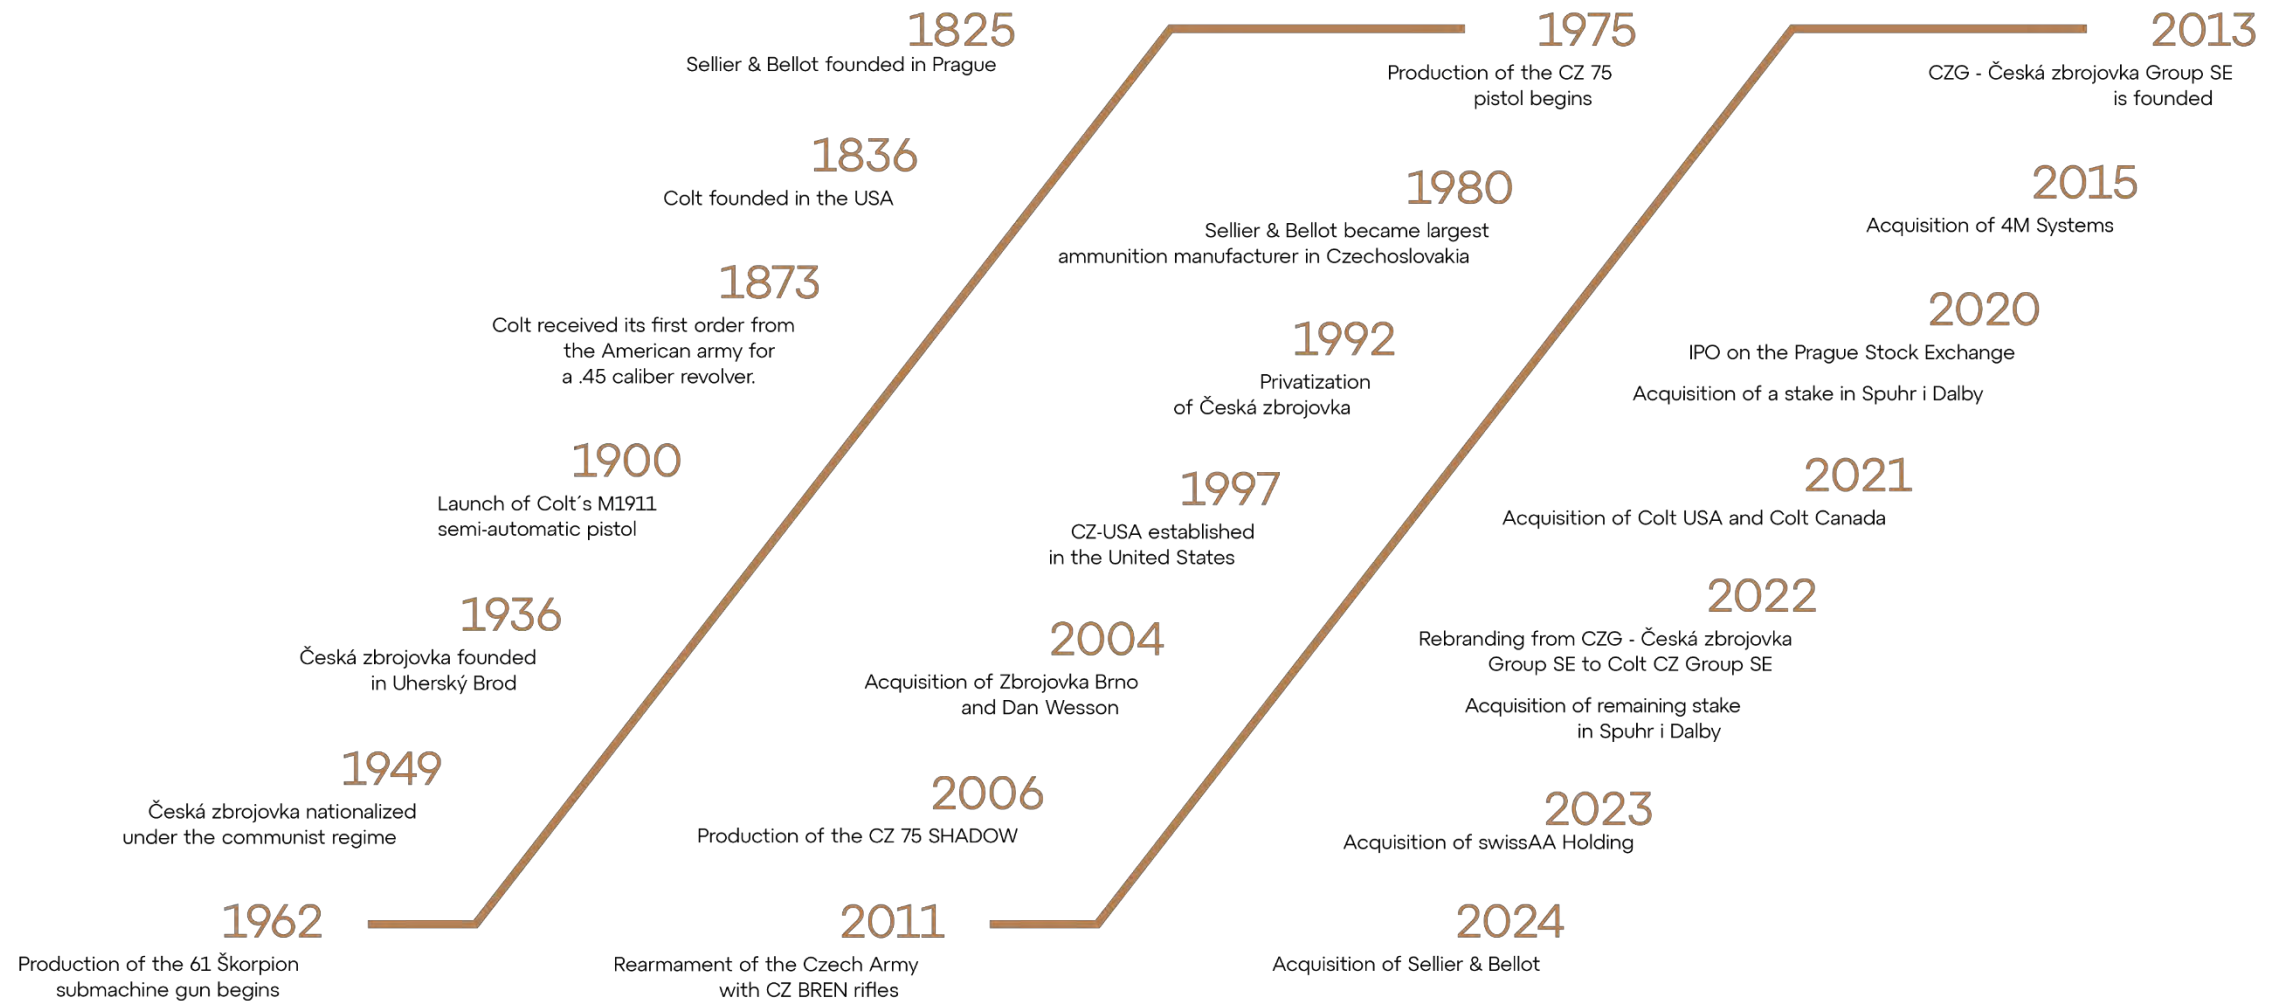 1825
Sellier & Bellot founded in Prague
1836
Colt founded in the USA
1873
Colt received its first order from
the American army for
a .45 caliber revolver.
1900
Launch of Colt´s M1911
semi-automatic pistol
1936
Česká zbrojovka founded
in Uherský Brod
1949
Česká zbrojovka nationalized
under the communist regime
1962
Production of the 61 Škorpion
submachine gun begins
1975
Production of the CZ 75
pistol begins
1980
Sellier & Bellot became largest
ammunition manufacturer in Czechoslovakia
1992
Privatization
of Česká zbrojovka
1997
CZ-USA established
in the United States
2004
Acquisition of Zbrojovka Brno
and Dan Wesson
2006
Production of the CZ 75 SHADOW
2011
Rearmament of the Czech Army
with CZ BREN rifles
2013
CZG - Česká zbrojovka Group SE
is founded
2015
Acquisition of 4M Systems
2020
IPO on the Prague Stock Exchange
Acquisition of a stake in Spuhr i Dalby
2021
Acquisition of Colt USA and Colt Canada
2022
Rebranding from CZG - Česká zbrojovka
Group SE to Colt CZ Group SE
Acquisition of remaining stake
in Spuhr i Dalby
2023
Acquisition of swissAA Holding
2024
Acquisition of Sellier & Bellot